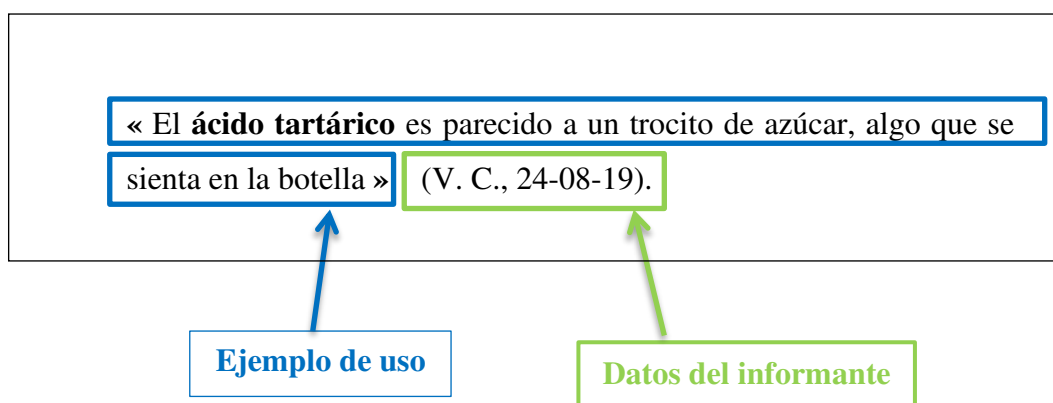 « El ácido tartárico es parecido a un trocito de azúcar, algo que se
sienta en la botella » (V. C., 24-08-19).
Ejemplo de uso
Datos del informante